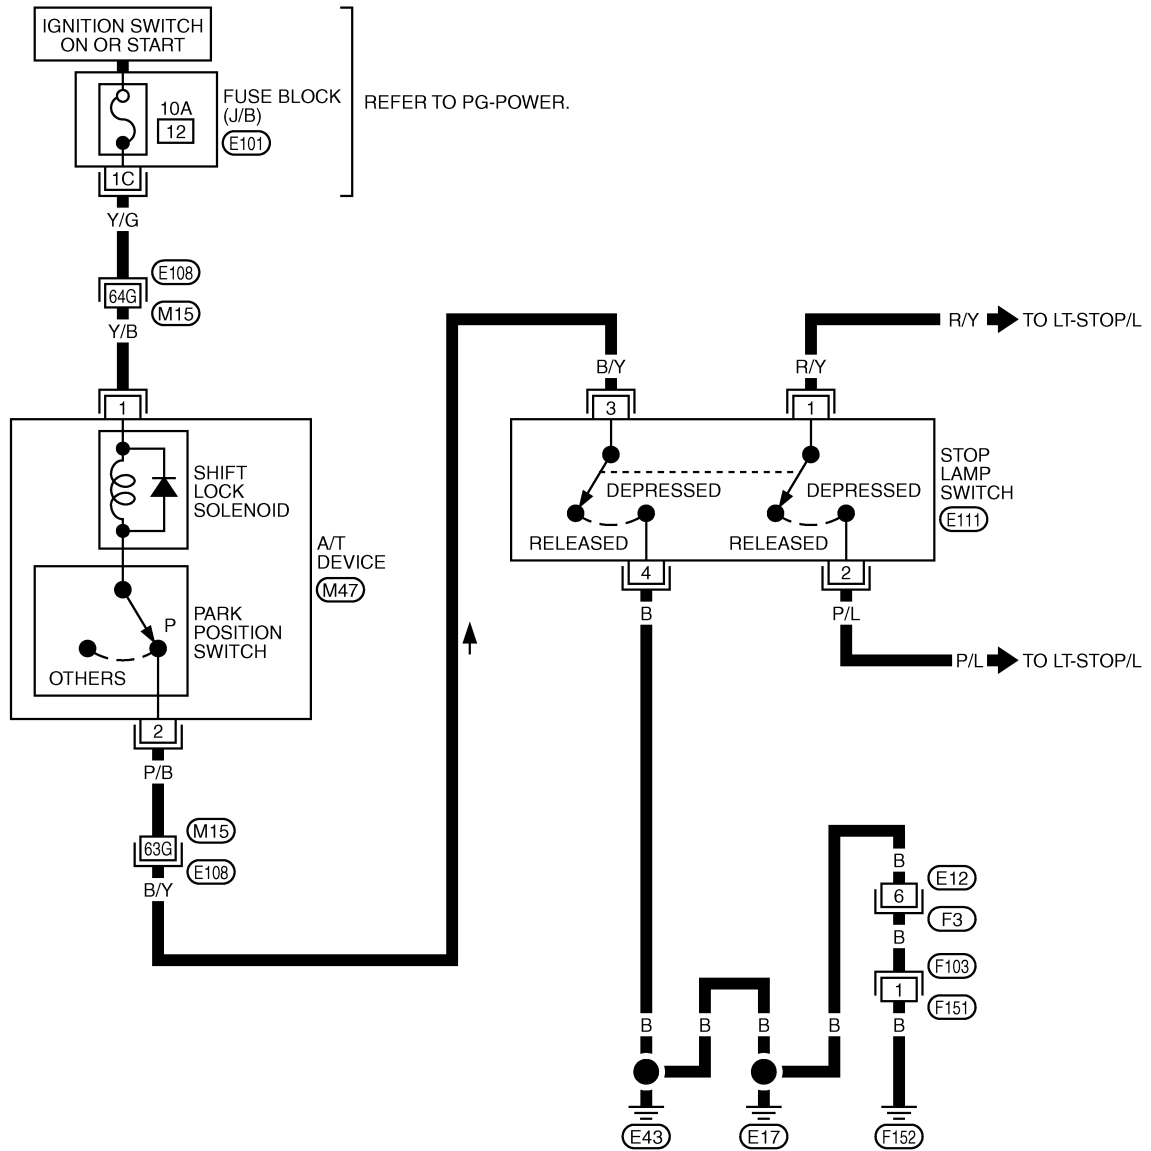 IGNITION SWITCH
ON OR START
FUSE BLOCK
(J/B)
E101
10A
12
REFER TO PG-POWER.
1C
Y/G
E108
64G
M15
Y/B
1
SHIFT
LOCK
SOLENOID
A/T
DEVICE
M47
PARK
POSITION
SWITCH
P
OTHERS
2
P/B
M15
63G
E108
B/Y
B/Y
3
R/Y
1
R/Y
TO LT-STOP/L
STOP
LAMP
SWITCH
E111
DEPRESSED
DEPRESSED
RELEASED
RELEASED
4
B
2
P/L
P/L
TO LT-STOP/L
B
E12
6
F3
B
F103
1
F151
B
B
B
B
B
E43
E17
F152